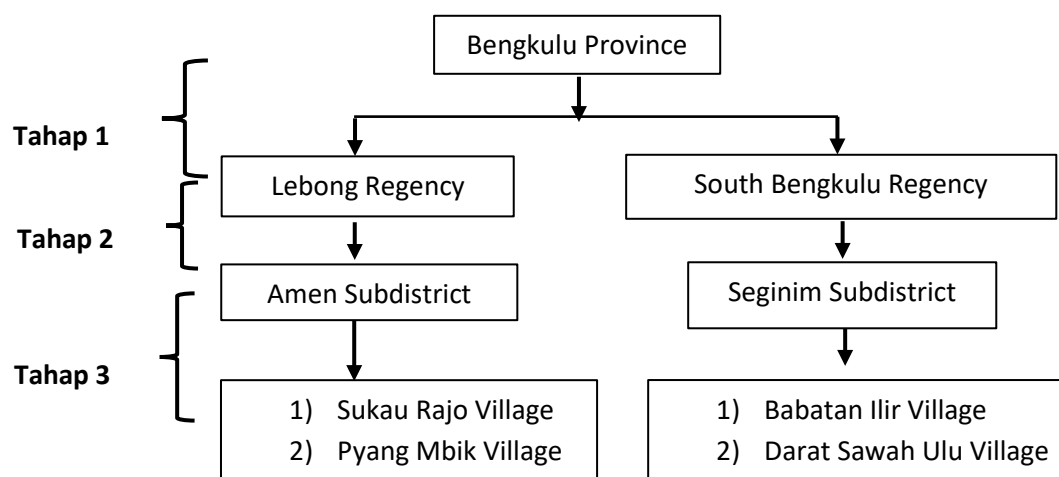 Bengkulu Province
Tahap 1
Lebong Regency
South Bengkulu Regency
Tahap 2
Amen Subdistrict
Seginim Subdistrict
Tahap 3
1) Sukau Rajo Village
2) Pyang Mbik Village
1) Babatan Ilir Village
2) Darat Sawah Ulu Village